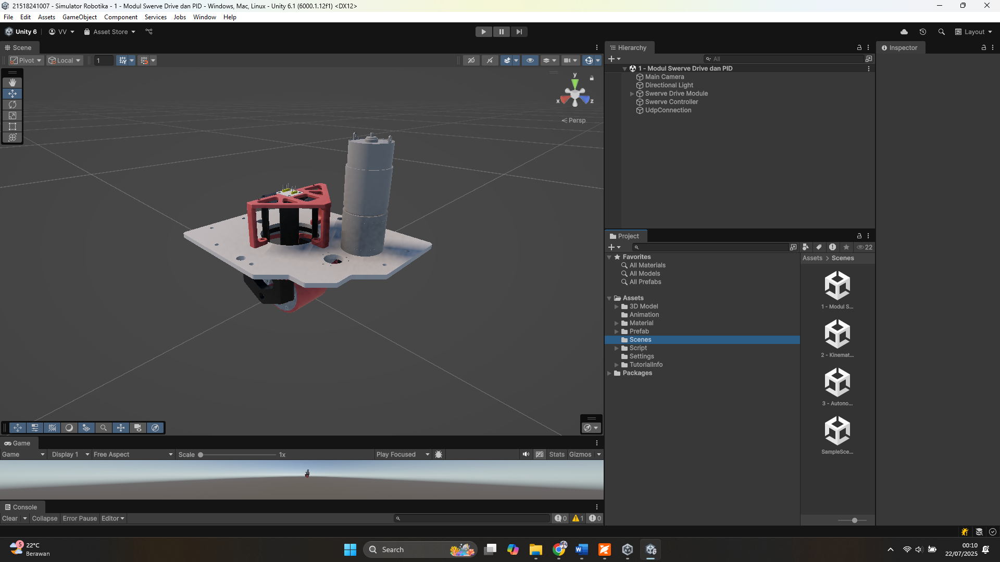 21518241007 - Simulator Robotika - 1 - Modul Swerve Drive dan PID - Windows, Mac, Linux - Unity 6.1 (6000.1.12f1) <DX12>
File Edit Assets GameObject Component Services Jobs Window Help
Unity 6 VV Asset Store Layout
Scene
Pivot Local 1 2D
y
x z
Persp
Hierarchy
All
1 - Modul Swerve Drive dan PID
Main Camera
Directional Light
Swerve Drive Module
Swerve Controller
UdpConnection
Inspector
Project
22
Favorites
All Materials
All Models
All Prefabs
Assets
3D Model
Animation
Material
Prefab
Scenes
Script
Settings
TutorialInfo
Packages
Assets > Scenes
1 - Modul S...
2 - Kinemat...
3 - Autono...
SampleSce...
Game
Game Display 1 Free Aspect Scale 1x Play Focused Stats Gizmos
Console
Clear Collapse Error Pause Editor 0 1 0
5
22°C
Berawan
Search
00:10
22/07/2025